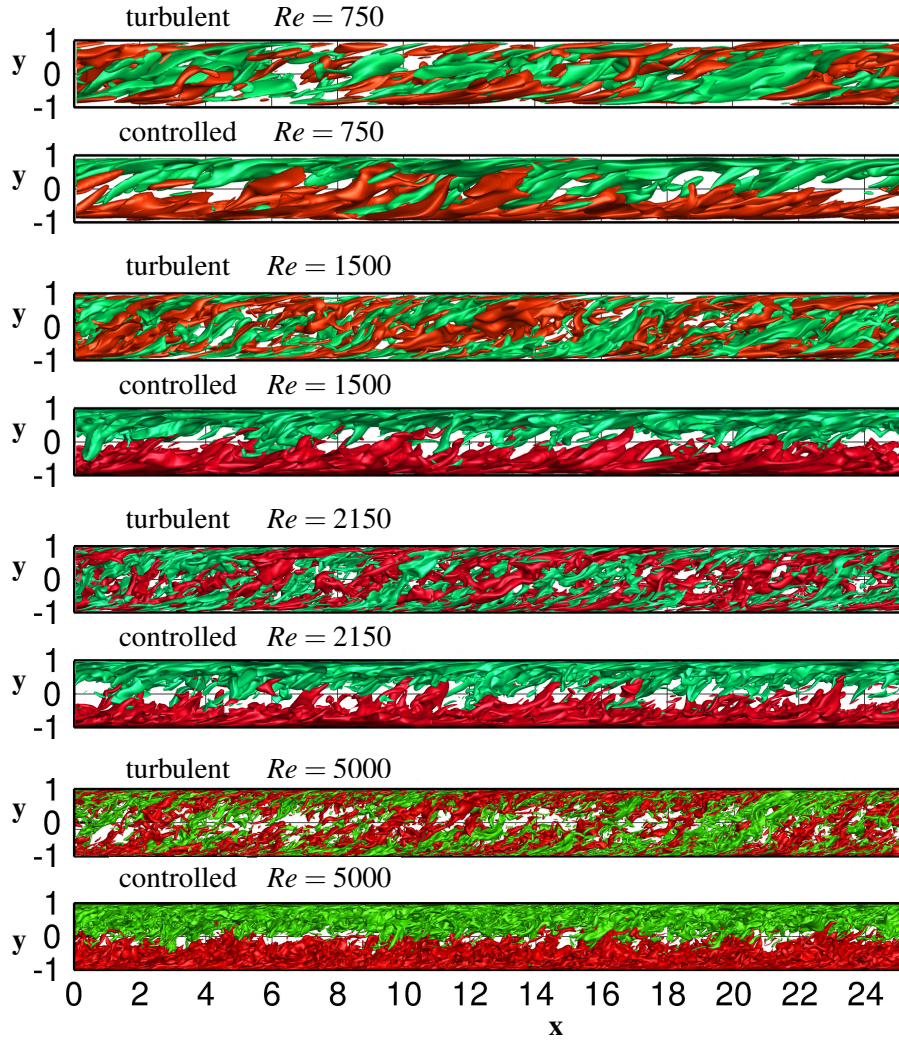 turbulent Re = 750
1
y 0
-1
controlled Re = 750
1
y 0
-1
turbulent Re = 1500
1
y 0
-1
controlled Re = 1500
1
y 0
-1
turbulent Re = 2150
1
y 0
-1
controlled Re = 2150
1
y 0
-1
turbulent Re = 5000
1
y 0
-1
controlled Re = 5000
1
y 0
-1
0 2 4 6 8 10 12 14 16 18 20 22 24
x